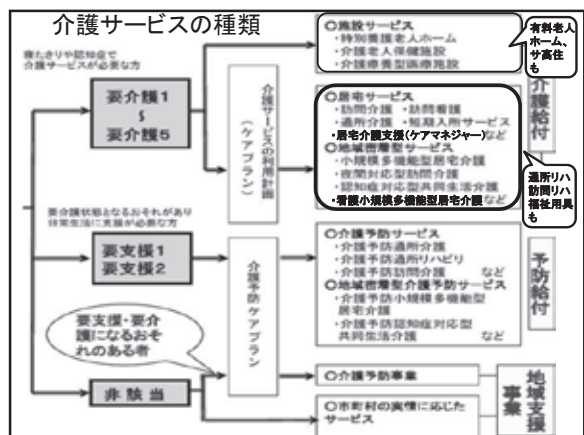 介護サービスの種類
寝たきりや認知症で
介護サービスが必要な方
要介護1
〜
要介護5
介護サービスの利用計画
(ケアプラン)
○施設サービス
・特別養護老人ホーム
・介護老人保健施設
・介護療養型医療施設
有料老人
ホーム、
サ高住
も
介護給付
○居宅サービス
・訪問介護 ・訪問看護
・通所介護 ・短期入所サービス
・居宅介護支援(ケアマネジャー)など
○地域密着型サービス
・小規模多機能型居宅介護
・夜間対応型訪問介護
・認知症対応型共同生活介護
・看護小規模多機能型居宅介護 など
通所リハ
訪問リハ
福祉用具
も
要介護状態となるおそれがあり
日常生活に支援が必要な方
要支援1
要支援2
介護予防ケアプラン
○介護予防サービス
・介護予防通所介護
・介護予防通所リハビリ
・介護予防訪問介護 など
○地域密着型介護予防サービス
・介護予防小規模多機能型
居宅介護
・介護予防認知症対応型
共同生活介護 など
予防給付
要支援・要介
護になるおそ
れのある者
非該当
○介護予防事業
○市町村の実情に応じた
サービス
地域支援
事業